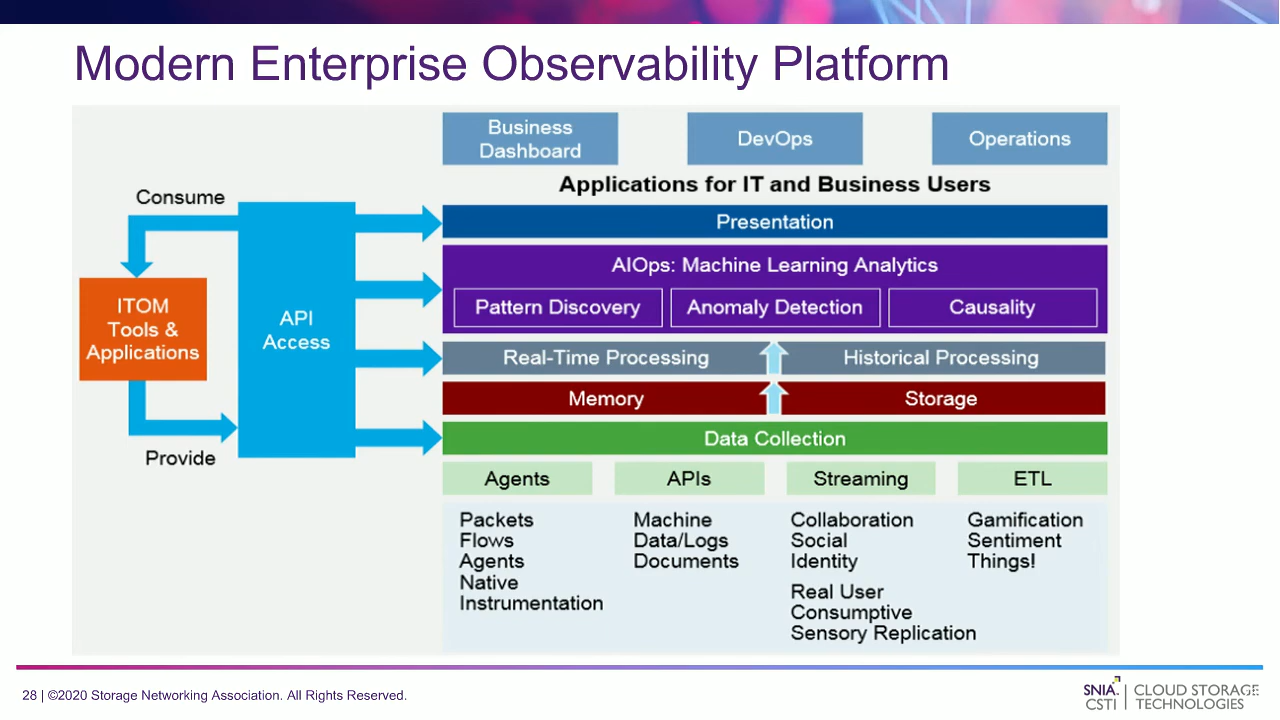 Modern Enterprise Observability Platform
Business
Dashboard
DevOps
Operations
Applications for IT and Business Users
Consume
Presentation
AIOps: Machine Learning Analytics
ITOM
Tools &
Applications
API
Access
Pattern Discovery
Anomaly Detection
Causality
Real-Time Processing
Historical Processing
Memory
Storage
Data Collection
Provide
Agents
APIs
Streaming
ETL
Packets
Flows
Agents
Native
Instrumentation
Machine
Data/Logs
Documents
Collaboration
Social
Identity
Real User
Consumptive
Sensory Replication
Gamification
Sentiment
Things!
28 | ©2020 Storage Networking Association. All Rights Reserved.
SNIA.
CSTI
CLOUD STORAGE
TECHNOLOGIES